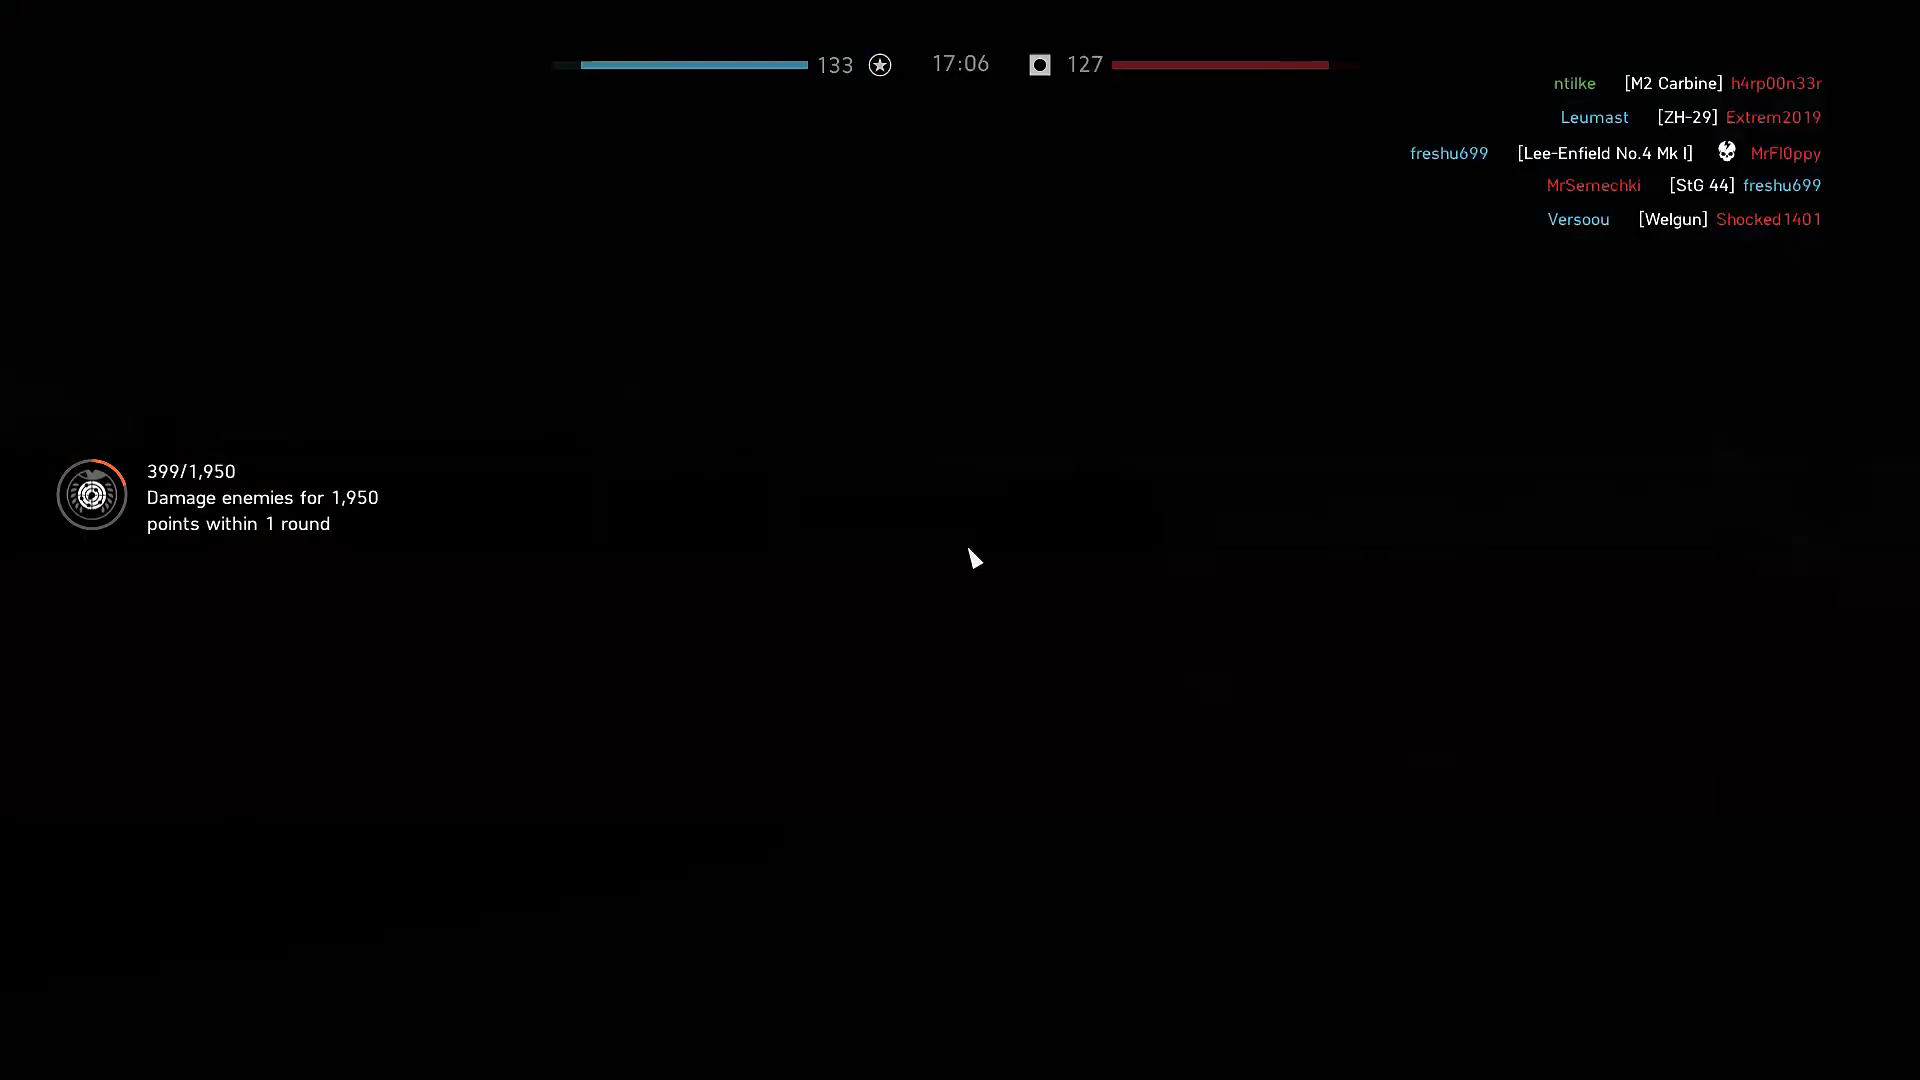 133 17:06 127
ntilke [M2 Carbine] h4rp00n33r
Leumast [ZH-29] Extrem2019
freshu699 [Lee-Enfield No.4 Mk I] MrFl0ppy
MrSemechki [StG 44] freshu699
Versoou [Welgun] Shocked1401
399/1,950
Damage enemies for 1,950
points within 1 round